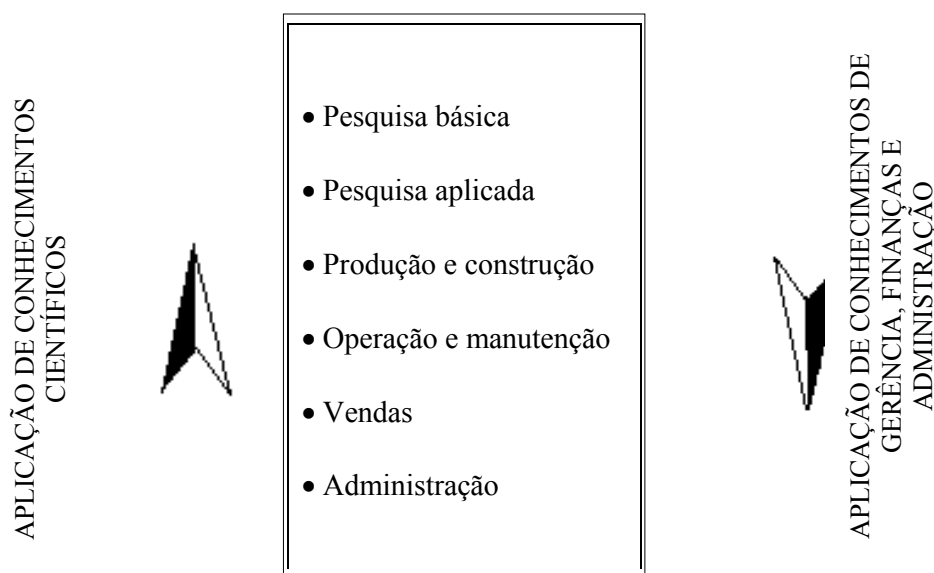 APLICAÇÃO DE CONHECIMENTOS
CIENTÍFICOS
• Pesquisa básica
• Pesquisa aplicada
• Produção e construção
• Operação e manutenção
• Vendas
• Administração
APLICAÇÃO DE CONHECIMENTOS DE
GERÊNCIA, FINANÇAS E
ADMINISTRAÇÃO